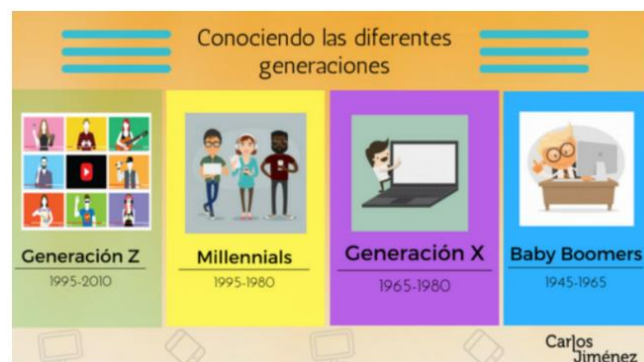 Conociendo las diferentes
generaciones
Generación Z
1995-2010
Millennials
1995-1980
Generación X
1965-1980
Baby Boomers
1945-1965
Carlos
Jiménez